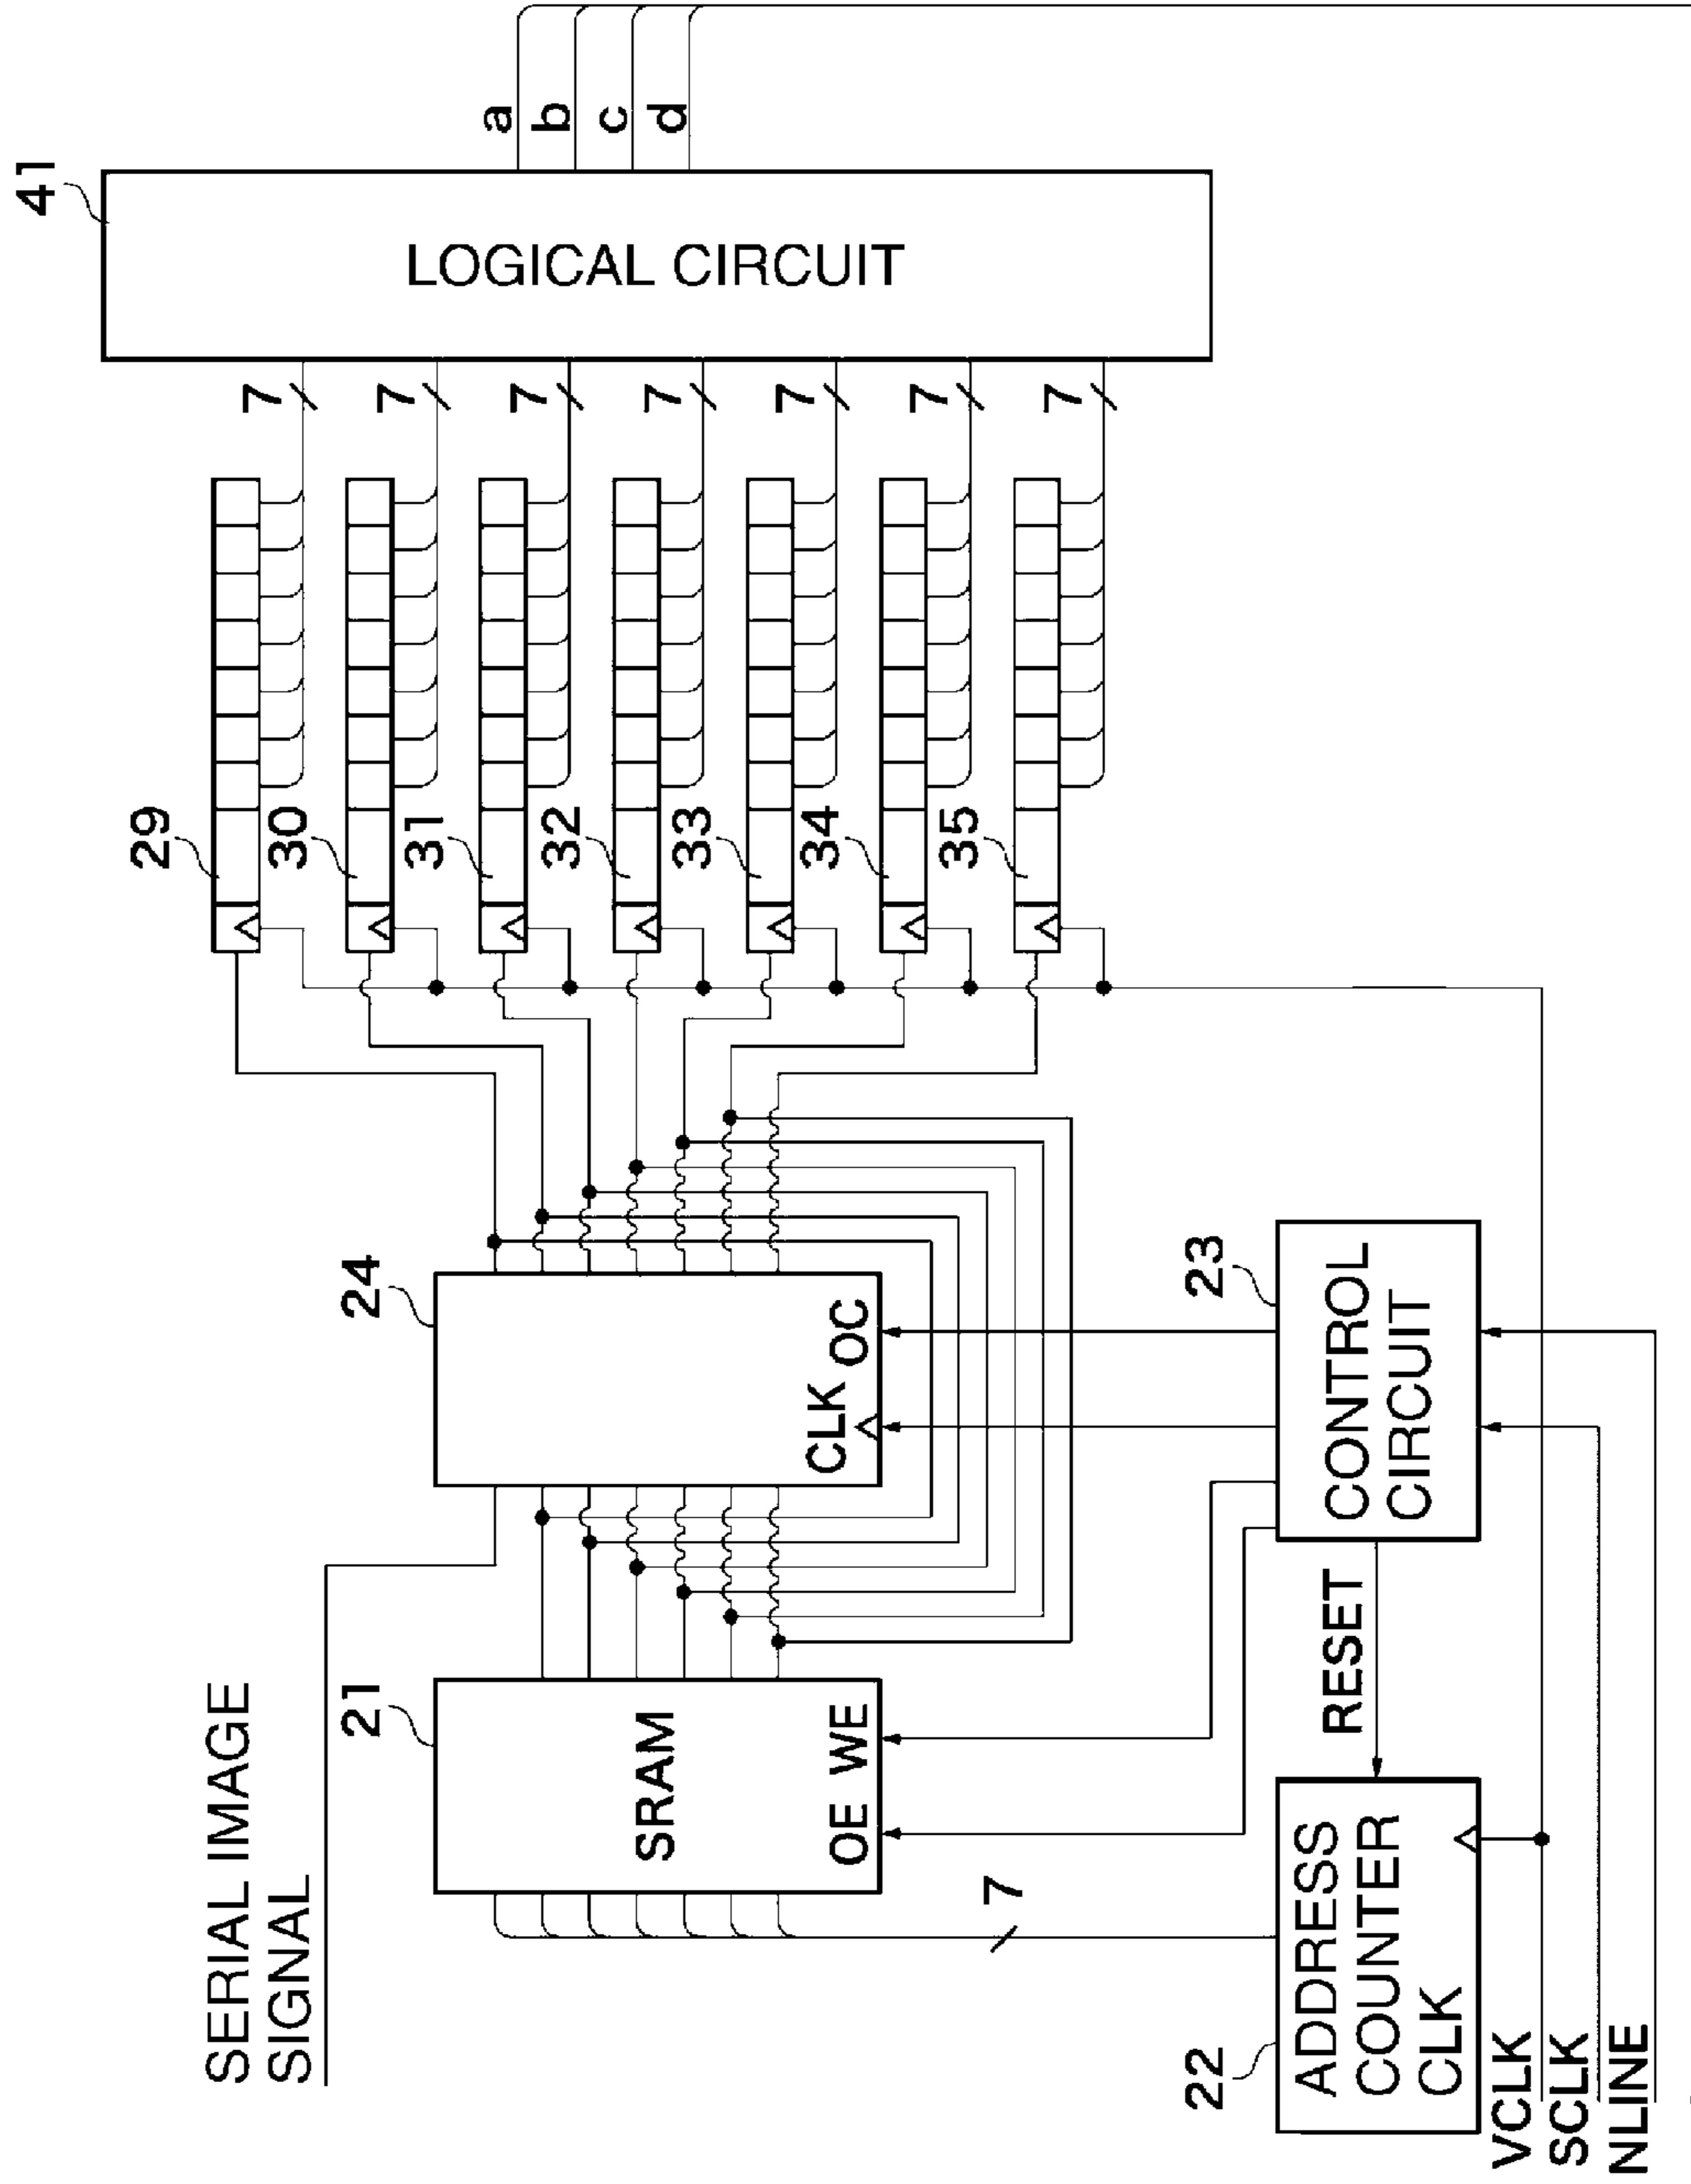 SERIAL IMAGE
SIGNAL
21
SRAM
OE WE
7
22
ADDRESS
COUNTER
CLK
RESET
23
CONTROL
CIRCUIT
24
CLK
OC
VCLK
SCLK
NLINE
29
30
31
32
33
34
35
7
7
7
7
7
7
7
41
LOGICAL CIRCUIT
a
b
c
d